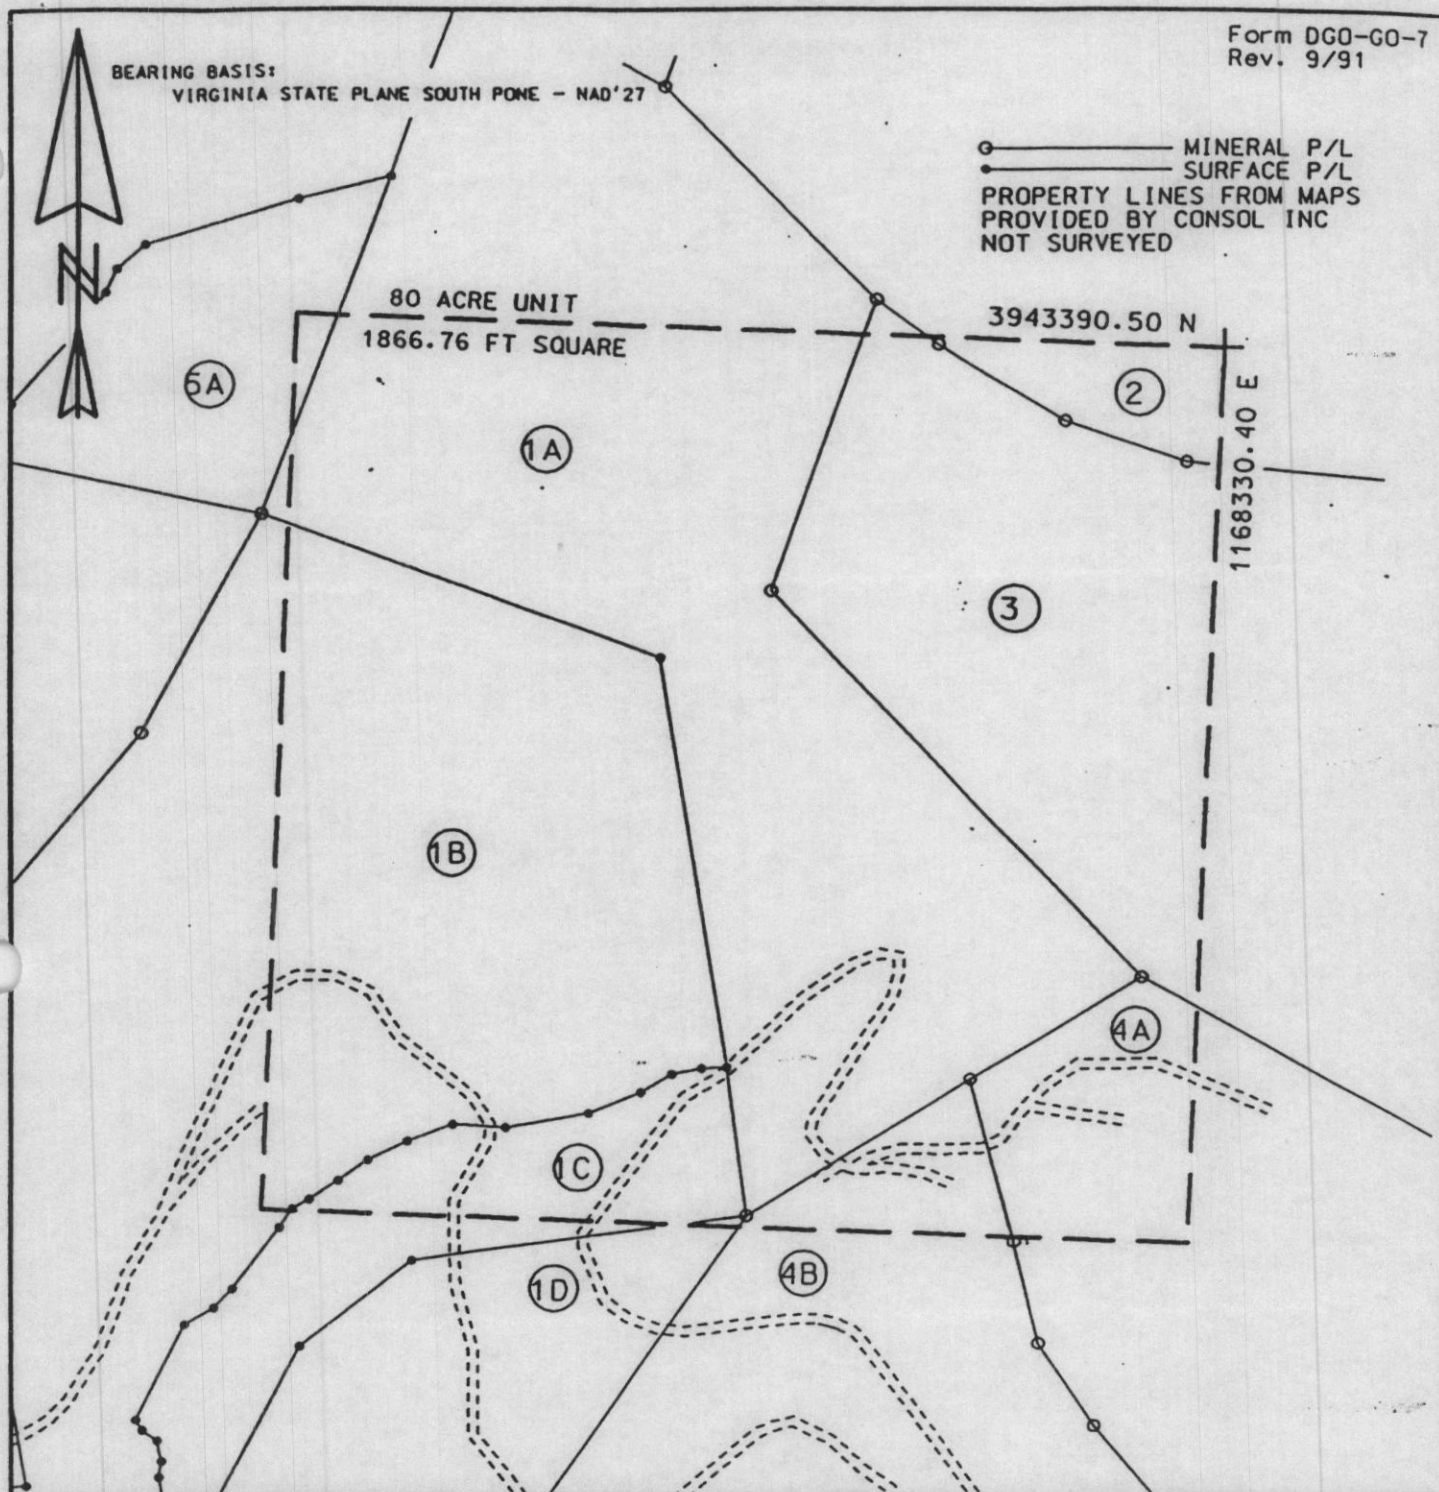 Form DGO-GO-7
Rev. 9/91
BEARING BASIS:
VIRGINIA STATE PLANE SOUTH PONE - NAD'27
MINERAL P/L
SURFACE P/L
PROPERTY LINES FROM MAPS
PROVIDED BY CONSOL INC
NOT SURVEYED
N
80 ACRE UNIT
1866.76 FT SQUARE
3943390.50 N
1168330.40 E
5A
2
1A
3
1B
4A
1C
1D
4B